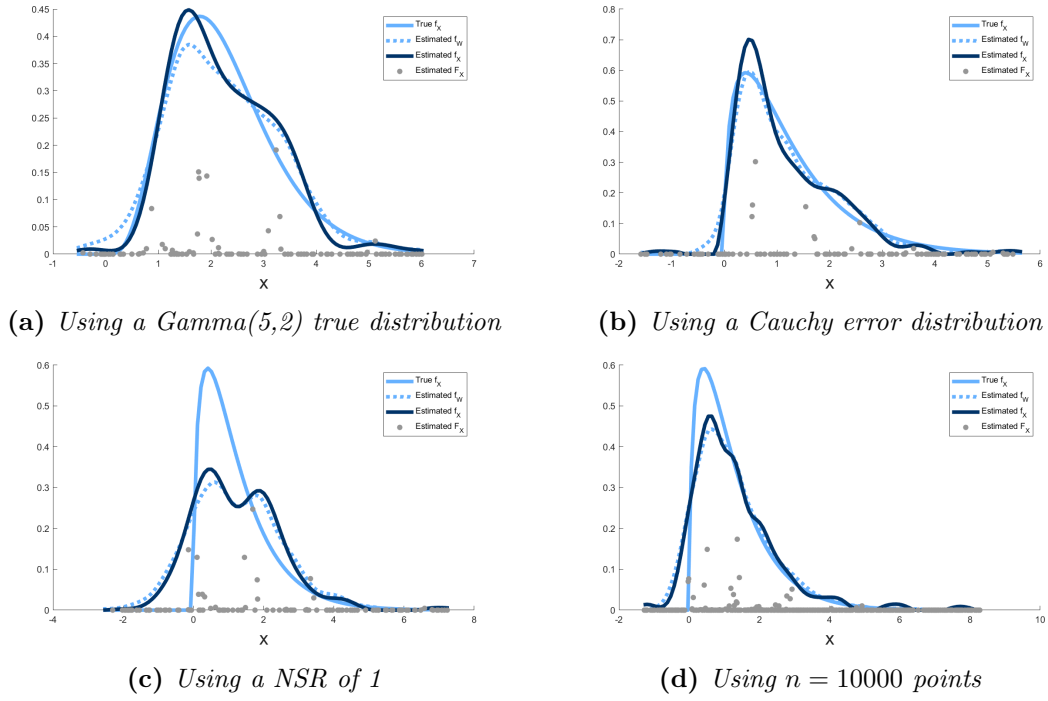 0.45
0.4
0.35
0.3
0.25
0.2
0.15
0.1
0.05
0
-1 0 1 2 3 4 5 6 7
X
True f_X
Estimated f_W
Estimated f_X
Estimated F_X
(a) Using a Gamma(5,2) true distribution
0.8
0.7
0.6
0.5
0.4
0.3
0.2
0.1
0
-2 -1 0 1 2 3 4 5 6
X
True f_X
Estimated f_W
Estimated f_X
Estimated F_X
(b) Using a Cauchy error distribution
0.6
0.5
0.4
0.3
0.2
0.1
0
-4 -2 0 2 4 6 8
X
True f_X
Estimated f_W
Estimated f_X
Estimated F_X
(c) Using a NSR of 1
0.6
0.5
0.4
0.3
0.2
0.1
0
-2 0 2 4 6 8 10
X
True f_X
Estimated f_W
Estimated f_X
Estimated F_X
(d) Using n = 10000 points